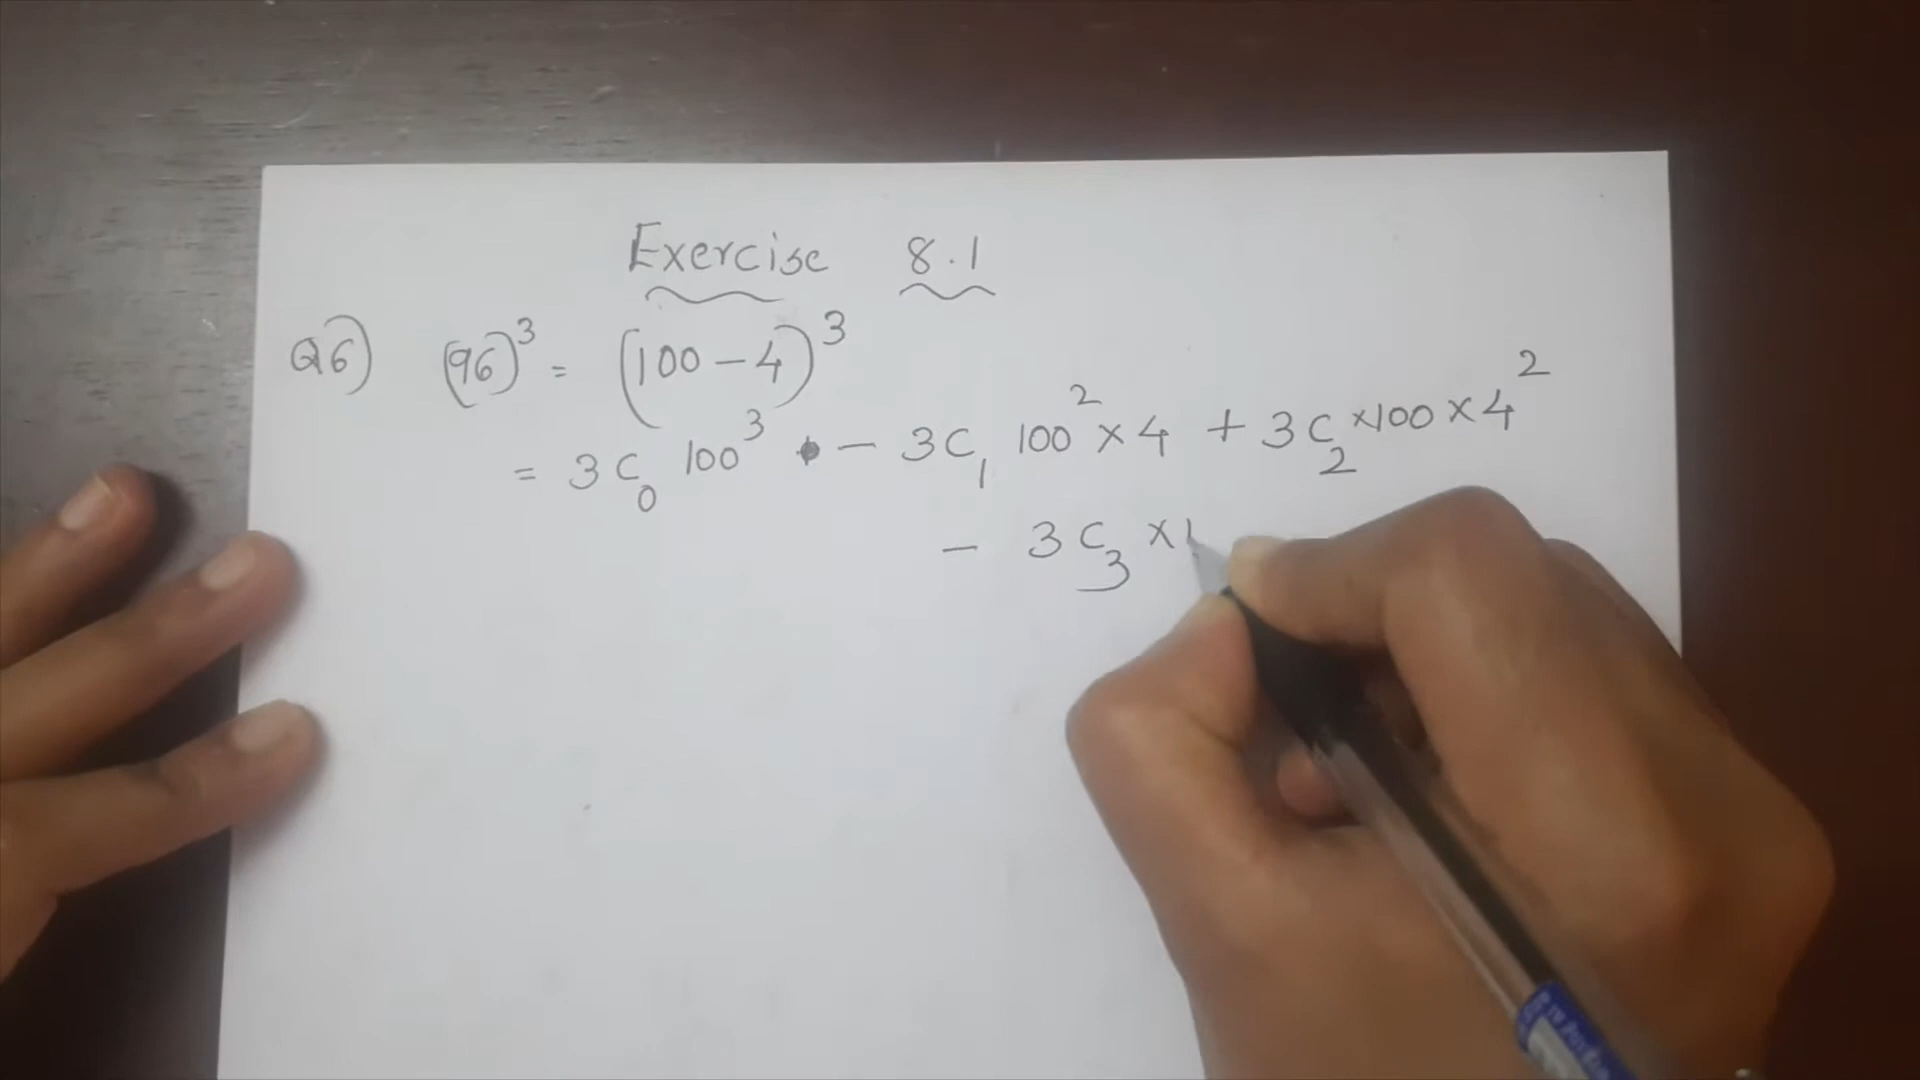 Exercise 8.1
Q6) (96)³ = (100-4)³
= 3C₀ 100³ - 3C₁ 100² × 4 + 3C₂ × 100 × 4²
- 3C₃ × 1